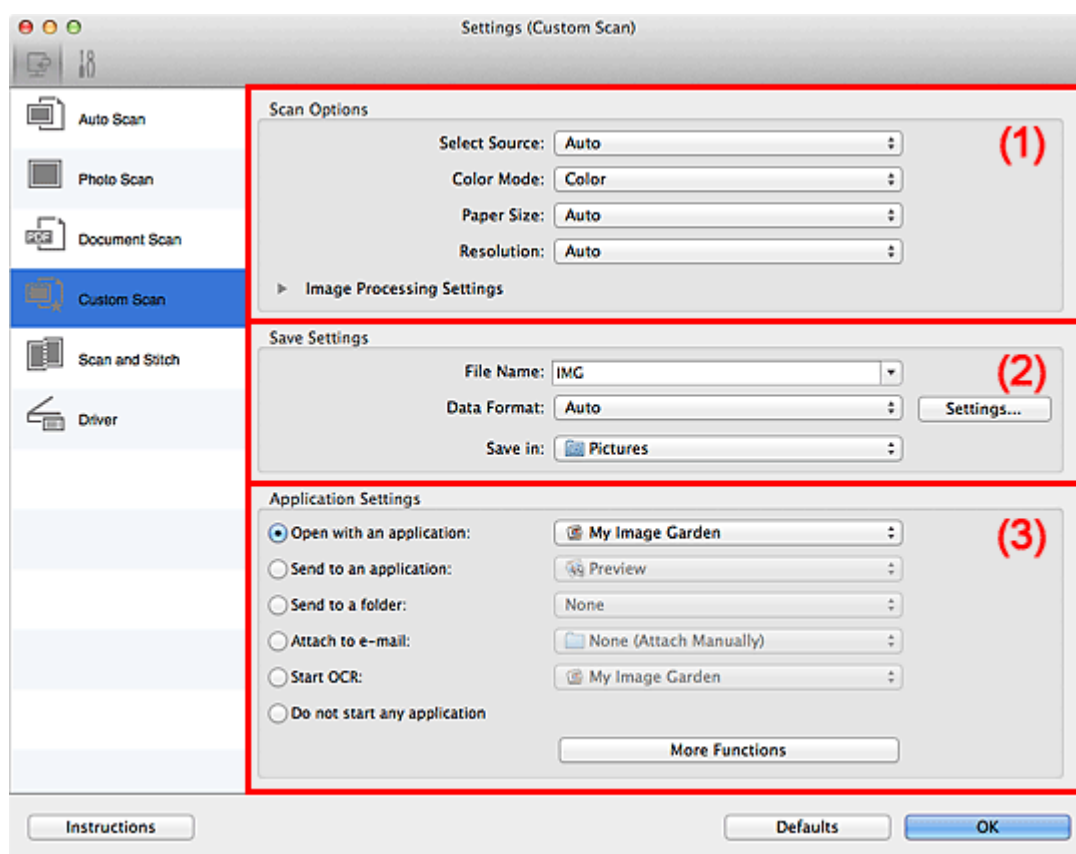 Settings (Custom Scan)
Auto Scan
Photo Scan
Document Scan
Custom Scan
Scan and Stitch
Driver
Scan Options
(1)
Select Source: Auto
Color Mode: Color
Paper Size: Auto
Resolution: Auto
Image Processing Settings
Save Settings
(2)
File Name: IMG
Data Format: Auto Settings...
Save in: Pictures
Application Settings
(3)
Open with an application: My Image Garden
Send to an application: Preview
Send to a folder: None
Attach to e-mail: None (Attach Manually)
Start OCR: My Image Garden
Do not start any application
More Functions
Instructions Defaults OK